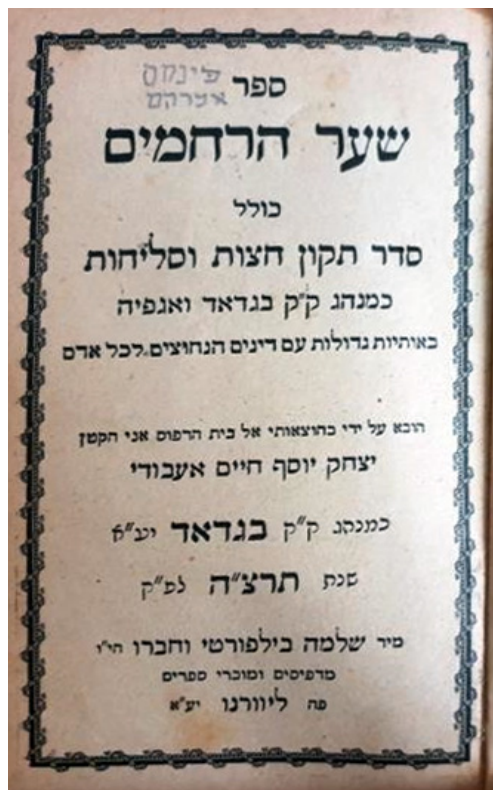 ספר
פינחס
אברהם
שער הרחמים
כולל
סדר תקון חצות וסליחות
כמנהג ק״ק בגדאד ואגפיה
באותיות גדולות עם דינים הנחוצים לכל אדם
הובא על ידי בהוצאותי אל בית הדפוס אני הקטן
יצחק יוסף חיים אעבודי
כמנהג ק״ק בגדאד יע״א
שנת תרצ״ה לפ״ק
מיר שלמה בילפורטי וחברו הי״ו
מדפיסים ומוכרי ספרים
פה ליוורנו יע״א